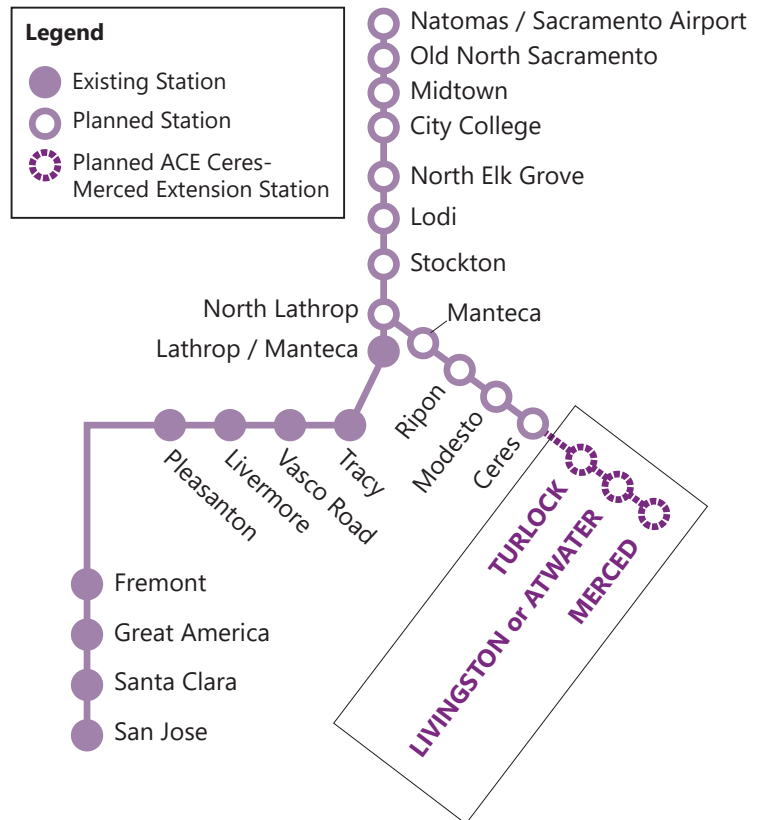 Legend
Existing Station
Planned Station
Planned ACE Ceres-
Merced Extension Station
Natomas / Sacramento Airport
Old North Sacramento
Midtown
City College
North Elk Grove
Lodi
Stockton
North Lathrop
Manteca
Lathrop / Manteca
Ripon
Modesto
Ceres
TURLOCK
LIVINGSTON or ATWATER
MERCED
Pleasanton
Livermore
Vasco Road
Tracy
Fremont
Great America
Santa Clara
San Jose